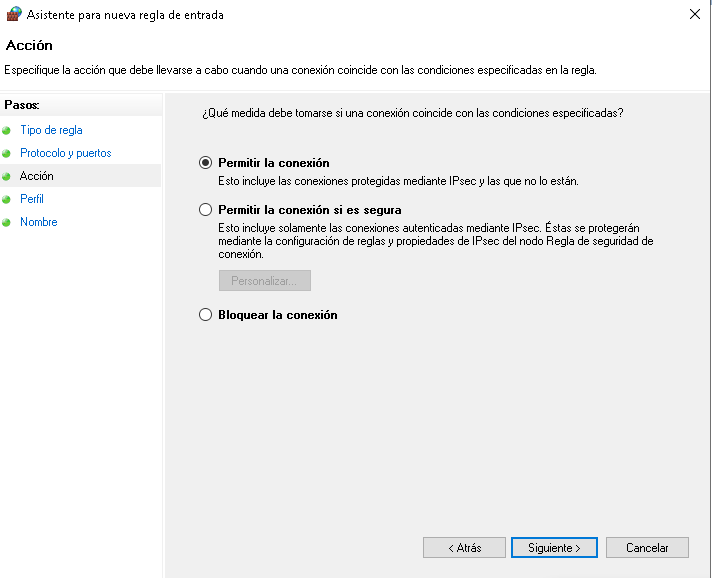 Asistente para nueva regla de entrada
Acción
Especifique la acción que debe llevarse a cabo cuando una conexión coincide con las condiciones especificadas en la regla.
Pasos:
Tipo de regla
Protocolo y puertos
Acción
Perfil
Nombre
¿Qué medida debe tomarse si una conexión coincide con las condiciones especificadas?
Permitir la conexión
Esto incluye las conexiones protegidas mediante IPsec y las que no lo están.
Permitir la conexión si es segura
Esto incluye solamente las conexiones autenticadas mediante IPsec. Éstas se protegerán
mediante la configuración de reglas y propiedades de IPsec del nodo Regla de seguridad de
conexión.
Personalizar...
Bloquear la conexión
< Atrás
Siguiente >
Cancelar